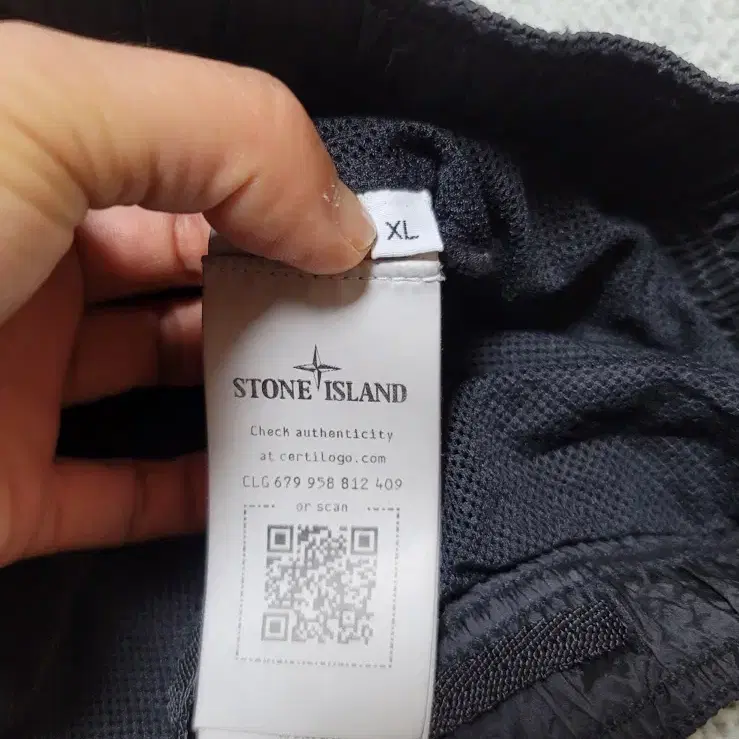 XL
STONE ISLAND
Check authenticity
at certilogo.com
CLG 679 958 812 409
or scan